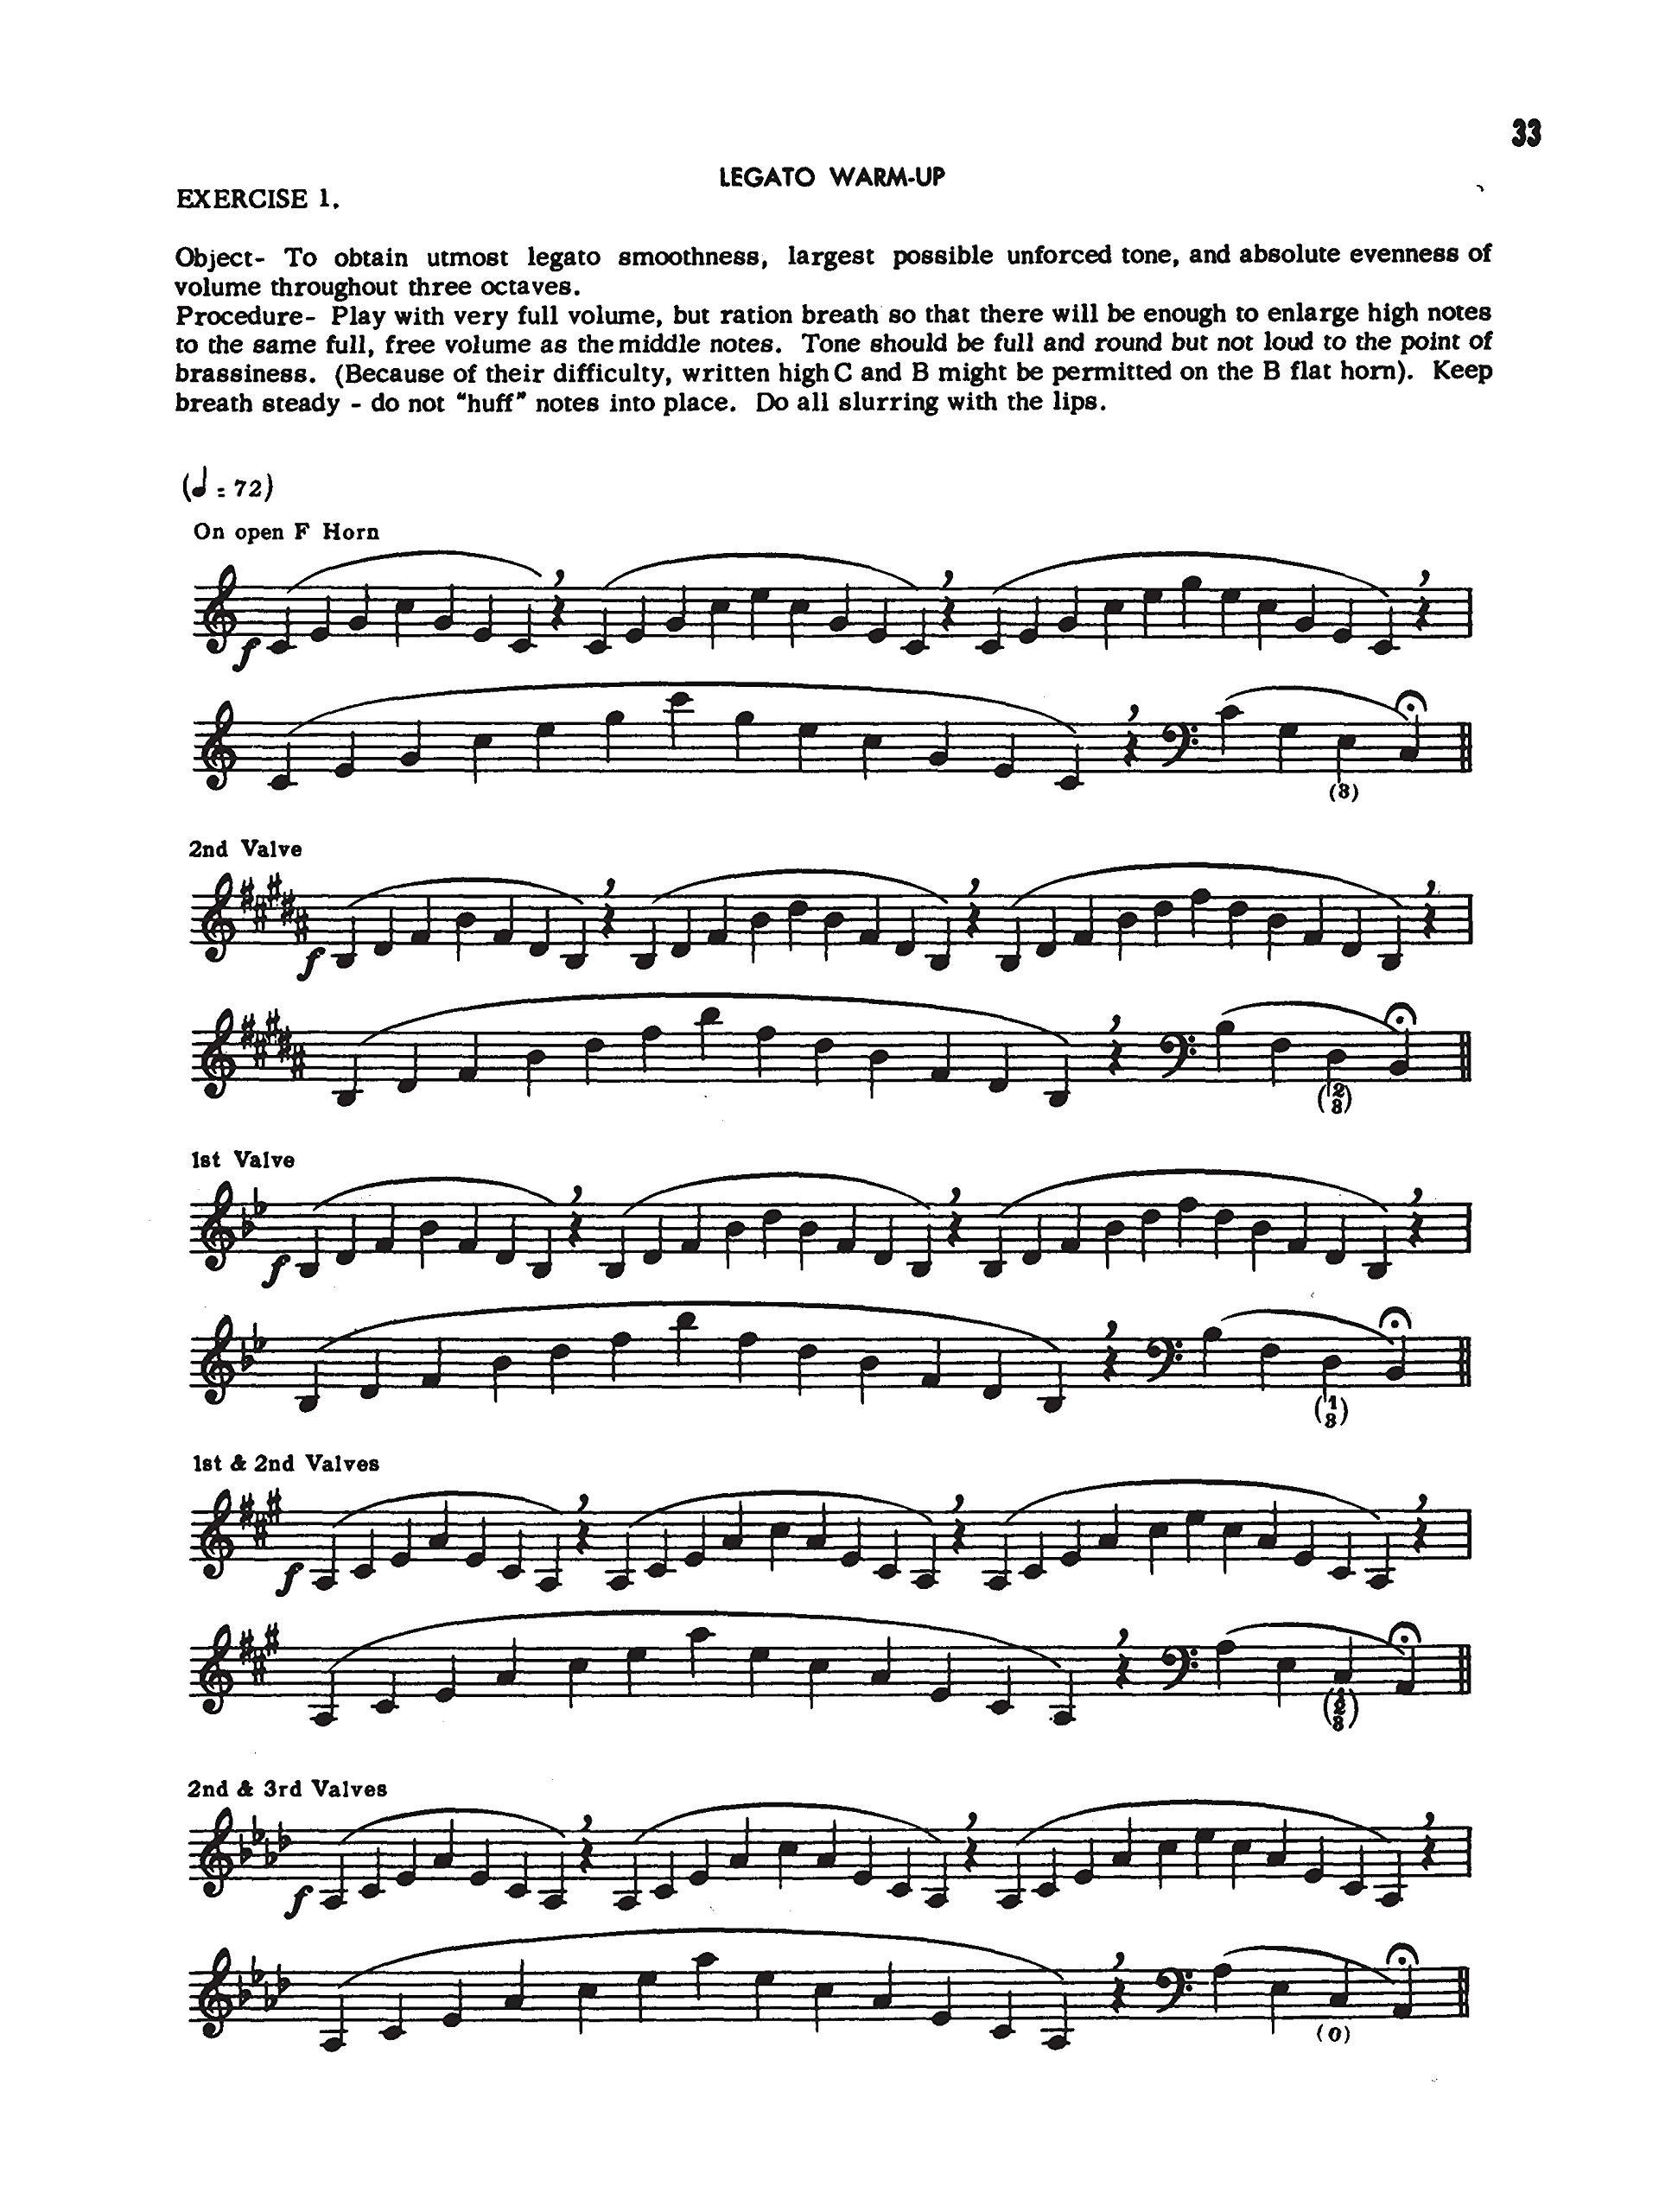 33
LEGATO WARM-UP
EXERCISE 1.
Object- To obtain utmost legato smoothness, largest possible unforced tone, and absolute evenness of
volume throughout three octaves.
Procedure- Play with very full volume, but ration breath so that there will be enough to enlarge high notes
to the same full, free volume as the middle notes. Tone should be full and round but not loud to the point of
brassiness. (Because of their difficulty, written high C and B might be permitted on the B flat horn). Keep
breath steady - do not "huff" notes into place. Do all slurring with the lips.
(♩ = 72)
On open F Horn
f
(3)
2nd Valve
f
(2
3)
1st Valve
f
(1
3)
1st & 2nd Valves
f
(1
2
3)
2nd & 3rd Valves
f
(0)